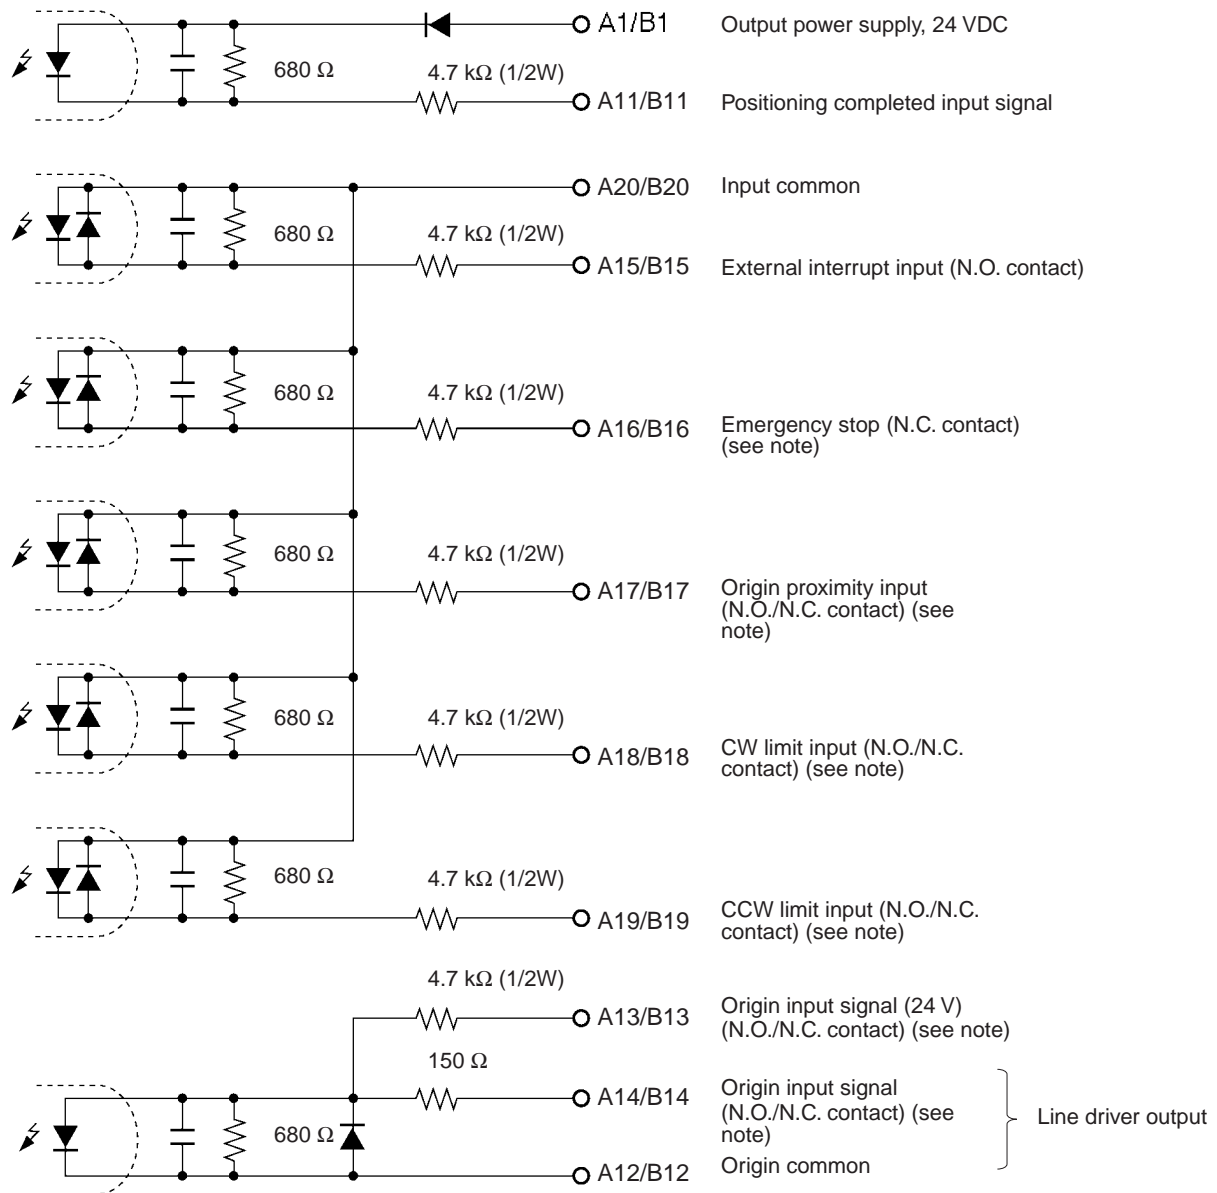 A1/B1 Output power supply, 24 VDC
680 Ω 4.7 kΩ (1/2W)
A11/B11 Positioning completed input signal
A20/B20 Input common
680 Ω 4.7 kΩ (1/2W)
A15/B15 External interrupt input (N.O. contact)
680 Ω 4.7 kΩ (1/2W)
A16/B16 Emergency stop (N.C. contact)
(see note)
680 Ω 4.7 kΩ (1/2W)
A17/B17 Origin proximity input
(N.O./N.C. contact) (see
note)
680 Ω 4.7 kΩ (1/2W)
A18/B18 CW limit input (N.O./N.C.
contact) (see note)
680 Ω 4.7 kΩ (1/2W)
A19/B19 CCW limit input (N.O./N.C.
contact) (see note)
4.7 kΩ (1/2W)
A13/B13 Origin input signal (24 V)
(N.O./N.C. contact) (see note)
150 Ω
A14/B14 Origin input signal
(N.O./N.C. contact) (see
note)
Line driver output
680 Ω
A12/B12 Origin common